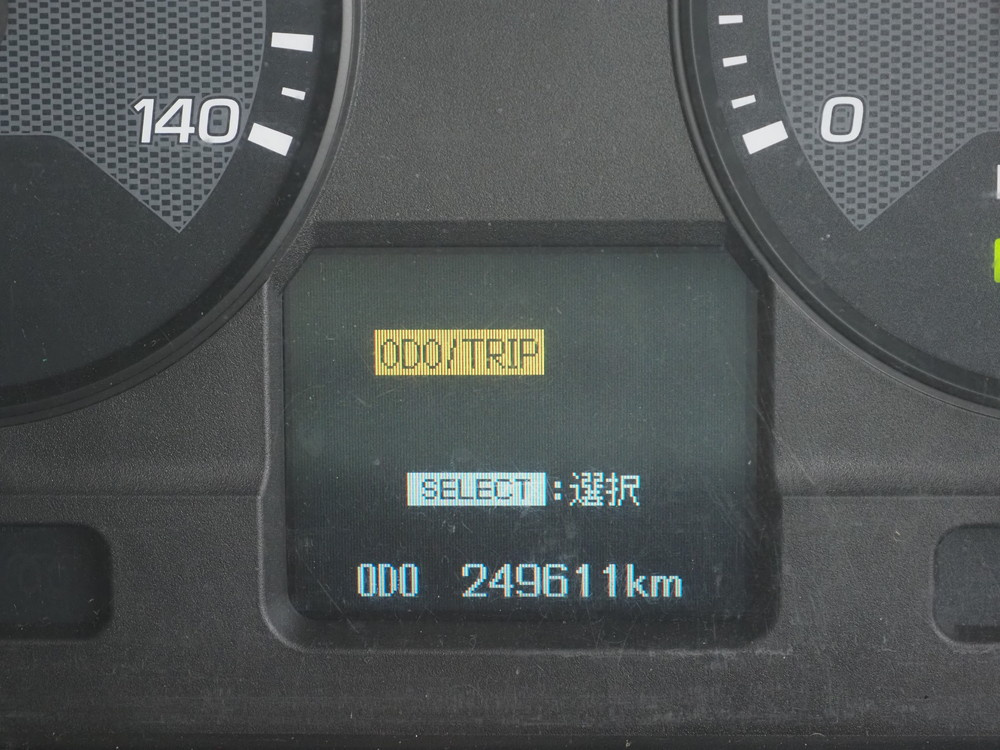 140
0
ODO/TRIP
SELECT:選択
ODO 249611km